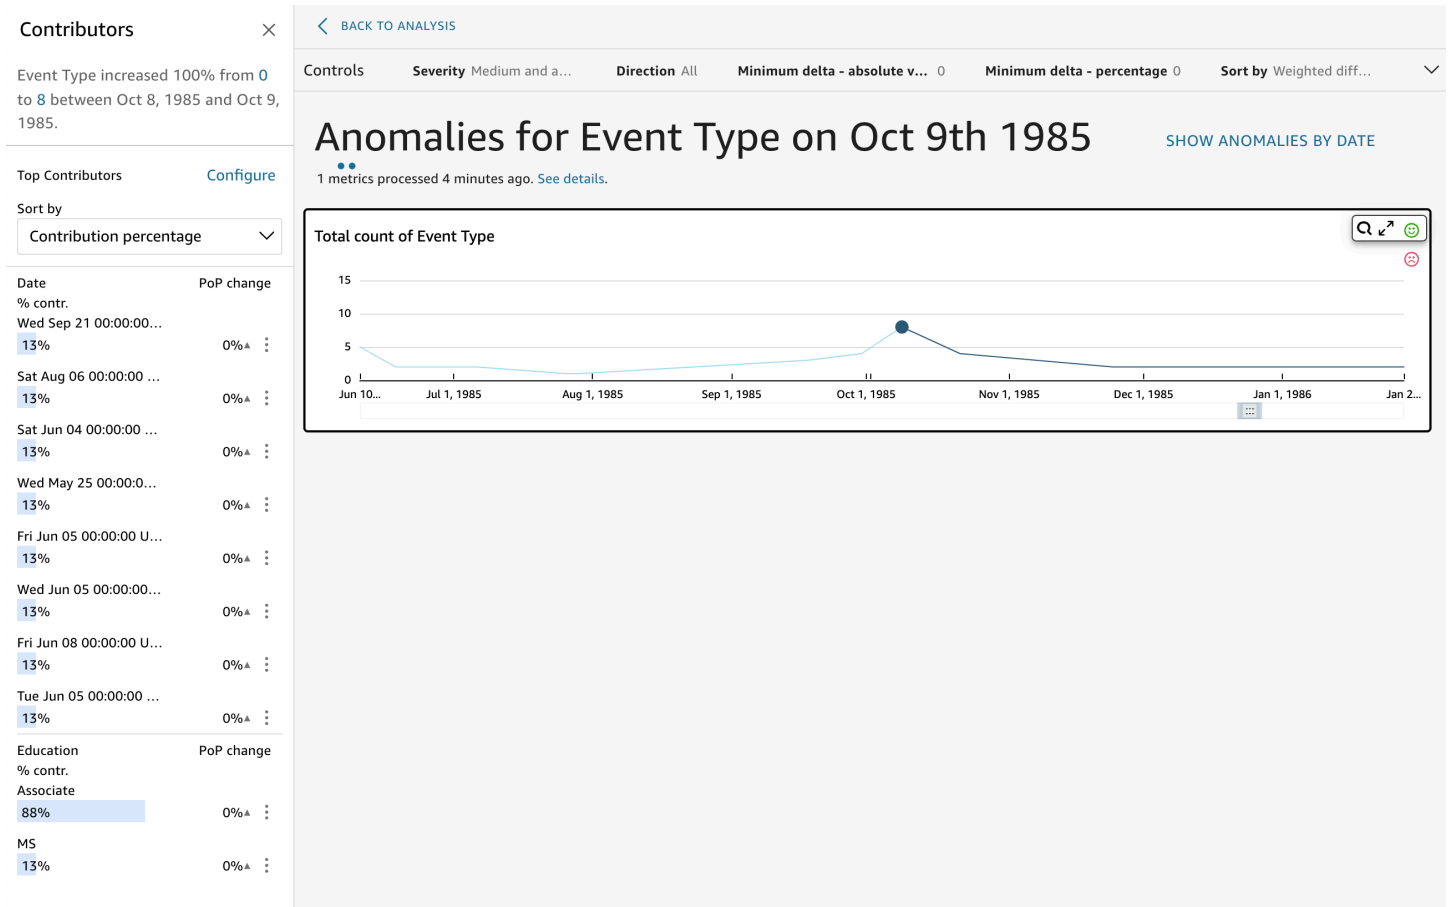 Contributors
Event Type increased 100% from 0
to 8 between Oct 8, 1985 and Oct 9,
1985.
Top Contributors Configure
Sort by
Contribution percentage
Date PoP change
% contr.
Wed Sep 21 00:00:00...
13% 0%▲
Sat Aug 06 00:00:00 ...
13% 0%▲
Sat Jun 04 00:00:00 ...
13% 0%▲
Wed May 25 00:00:0...
13% 0%▲
Fri Jun 05 00:00:00 U...
13% 0%▲
Wed Jun 05 00:00:00...
13% 0%▲
Fri Jun 08 00:00:00 U...
13% 0%▲
Tue Jun 05 00:00:00 ...
13% 0%▲
Education PoP change
% contr.
Associate
88% 0%▲
MS
13% 0%▲
BACK TO ANALYSIS
Controls Severity Medium and a... Direction All Minimum delta - absolute v... 0 Minimum delta - percentage 0 Sort by Weighted diff...
Anomalies for Event Type on Oct 9th 1985 SHOW ANOMALIES BY DATE
1 metrics processed 4 minutes ago. See details.
Total count of Event Type
15
10
5
0
Jun 10... Jul 1, 1985 Aug 1, 1985 Sep 1, 1985 Oct 1, 1985 Nov 1, 1985 Dec 1, 1985 Jan 1, 1986 Jan 2...